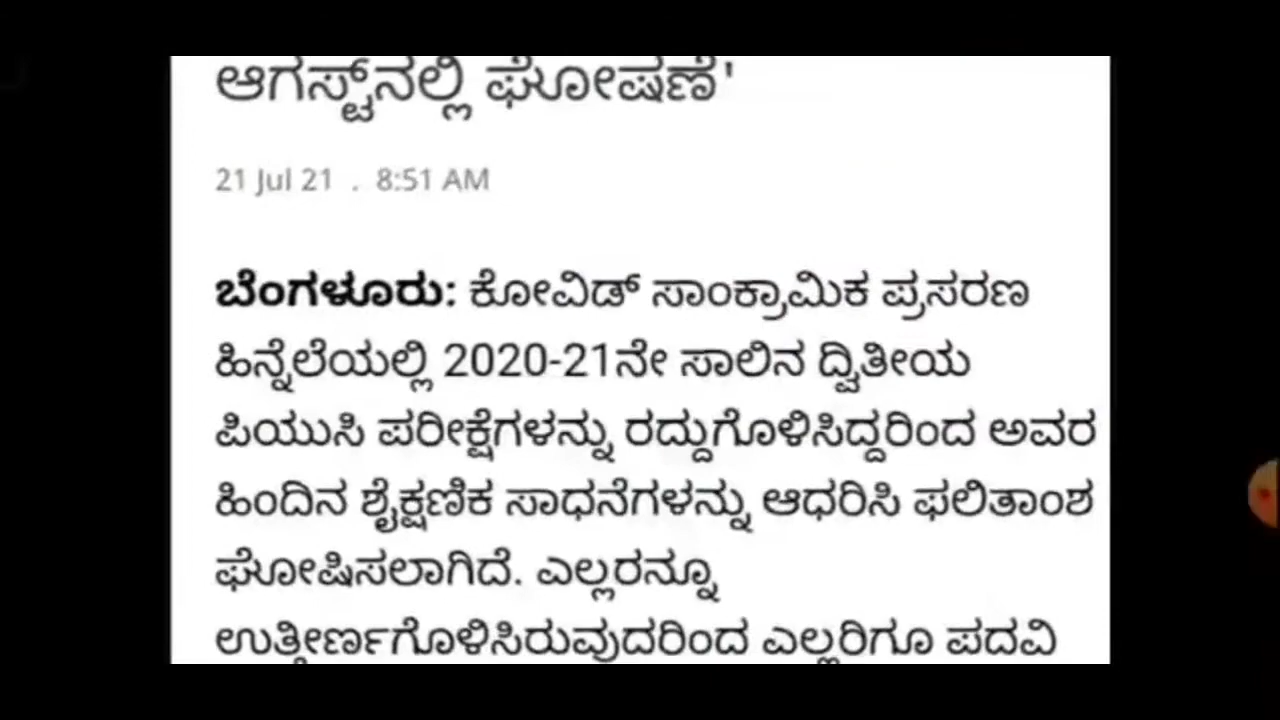 ಆಗಸ್ಟ್‌ನಲ್ಲಿ ಘೋಷಣೆ'
21 Jul 21 . 8:51 AM
ಬೆಂಗಳೂರು: ಕೋವಿಡ್ ಸಾಂಕ್ರಾಮಿಕ ಪ್ರಸರಣ
ಹಿನ್ನೆಲೆಯಲ್ಲಿ 2020-21ನೇ ಸಾಲಿನ ದ್ವಿತೀಯ
ಪಿಯುಸಿ ಪರೀಕ್ಷೆಗಳನ್ನು ರದ್ದುಗೊಳಿಸಿದ್ದರಿಂದ ಅವರ
ಹಿಂದಿನ ಶೈಕ್ಷಣಿಕ ಸಾಧನೆಗಳನ್ನು ಆಧರಿಸಿ ಫಲಿತಾಂಶ
ಘೋಷಿಸಲಾಗಿದೆ. ಎಲ್ಲರನ್ನೂ
ಉತ್ತೀರ್ಣಗೊಳಿಸಿರುವುದರಿಂದ ಎಲ್ಲರಿಗೂ ಪದವಿ